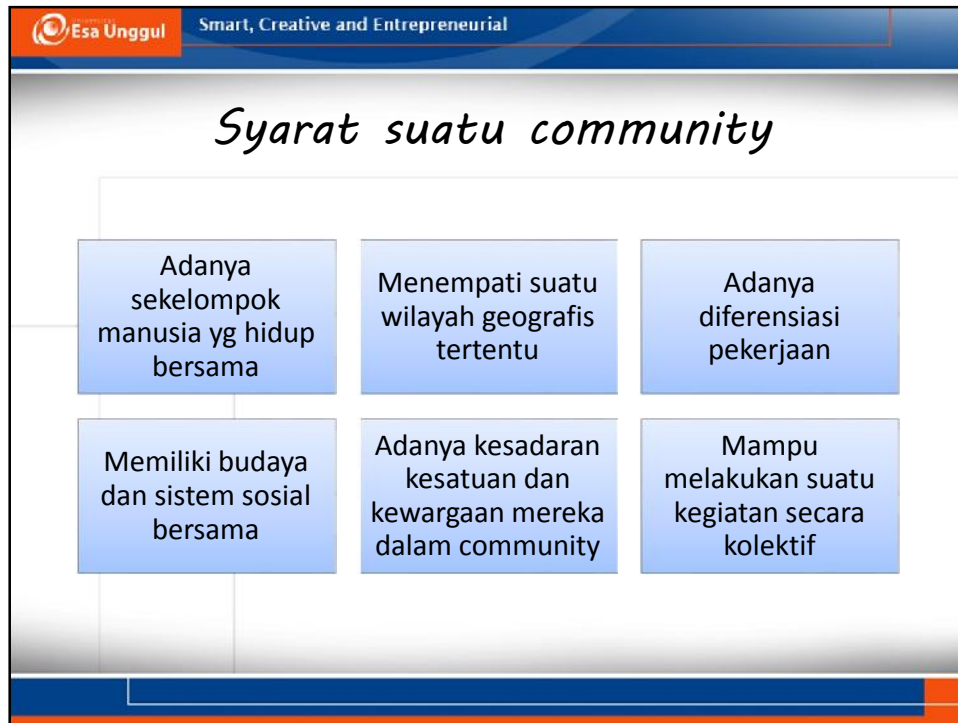 Esa Unggul
Smart, Creative and Entrepreneurial
Syarat suatu community
Adanya
sekelompok
manusia yg hidup
bersama
Menempati suatu
wilayah geografis
tertentu
Adanya
diferensiasi
pekerjaan
Memiliki budaya
dan sistem sosial
bersama
Adanya kesadaran
kesatuan dan
kewargaan mereka
dalam community
Mampu
melakukan suatu
kegiatan secara
kolektif